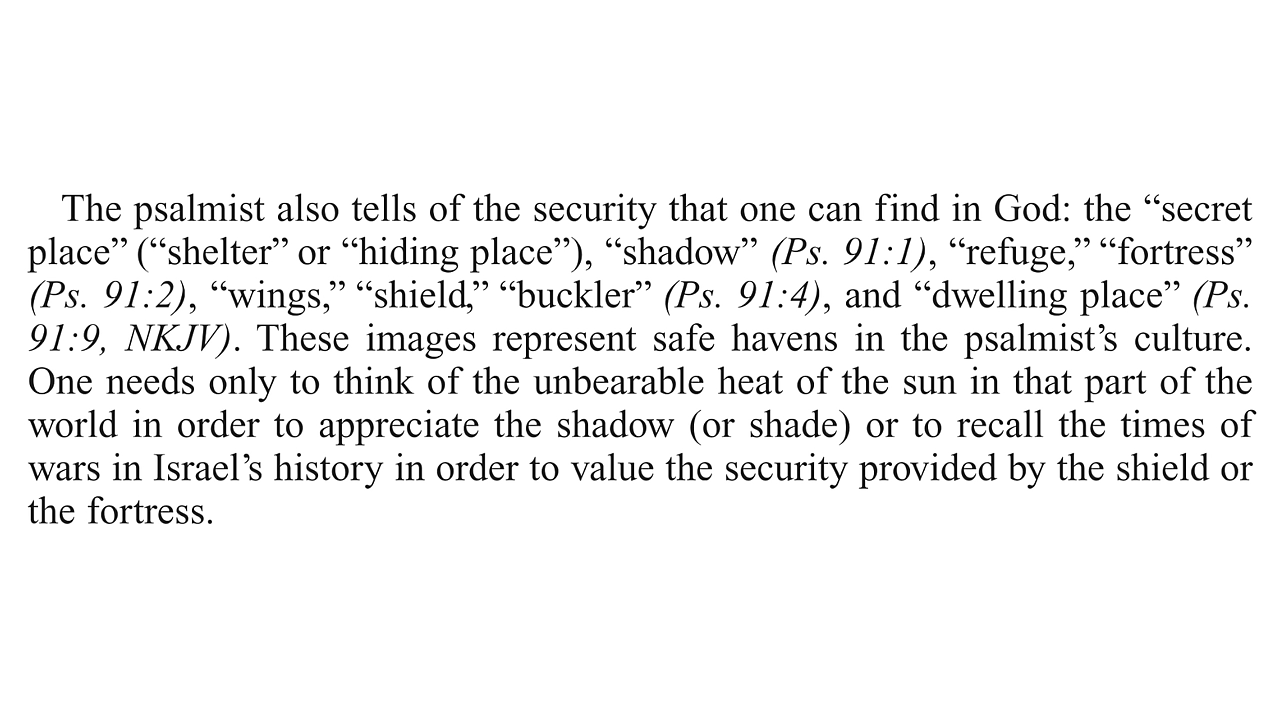 The psalmist also tells of the security that one can find in God: the “secret
place” (“shelter” or “hiding place”), “shadow” (Ps. 91:1), “refuge,” “fortress”
(Ps. 91:2), “wings,” “shield,” “buckler” (Ps. 91:4), and “dwelling place” (Ps.
91:9, NKJV). These images represent safe havens in the psalmist’s culture.
One needs only to think of the unbearable heat of the sun in that part of the
world in order to appreciate the shadow (or shade) or to recall the times of
wars in Israel’s history in order to value the security provided by the shield or
the fortress.